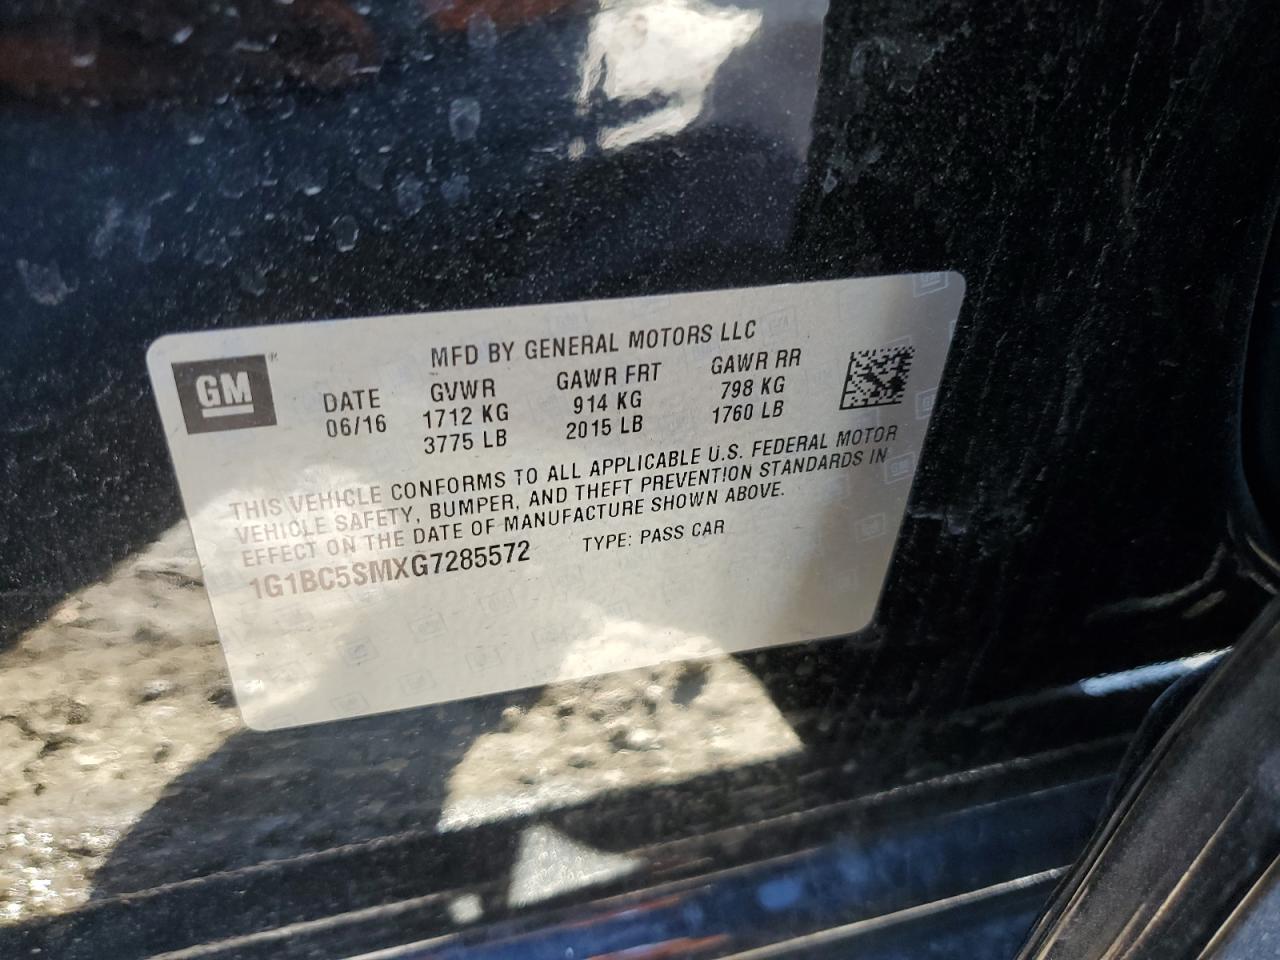 GM
MFD BY GENERAL MOTORS LLC
DATE GVWR GAWR FRT GAWR RR
06/16 1712 KG 914 KG 798 KG
3775 LB 2015 LB 1760 LB
THIS VEHICLE CONFORMS TO ALL APPLICABLE U.S. FEDERAL MOTOR
VEHICLE SAFETY, BUMPER, AND THEFT PREVENTION STANDARDS IN
EFFECT ON THE DATE OF MANUFACTURE SHOWN ABOVE.
1G1BC5SMXG7285572 TYPE: PASS CAR